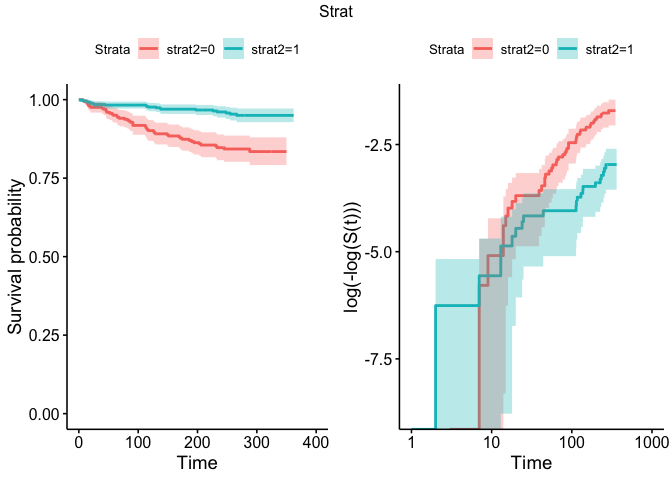 Strat
Strata strat2=0 strat2=1
Survival probability
1.00
0.75
0.50
0.25
0.00
0 100 200 300 400
Time
Strata strat2=0 strat2=1
log(-log(S(t)))
-2.5
-5.0
-7.5
1 10 100 1000
Time